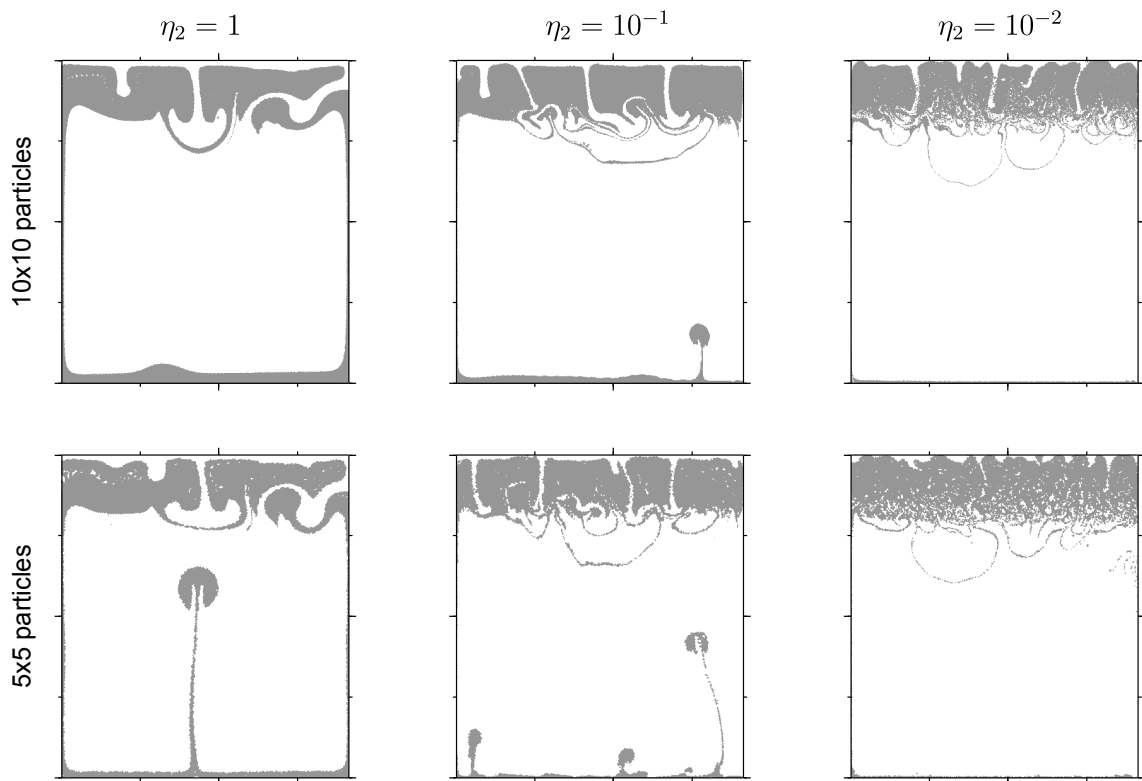 η₂ = 1
η₂ = 10⁻¹
η₂ = 10⁻²
10x10 particles
5x5 particles